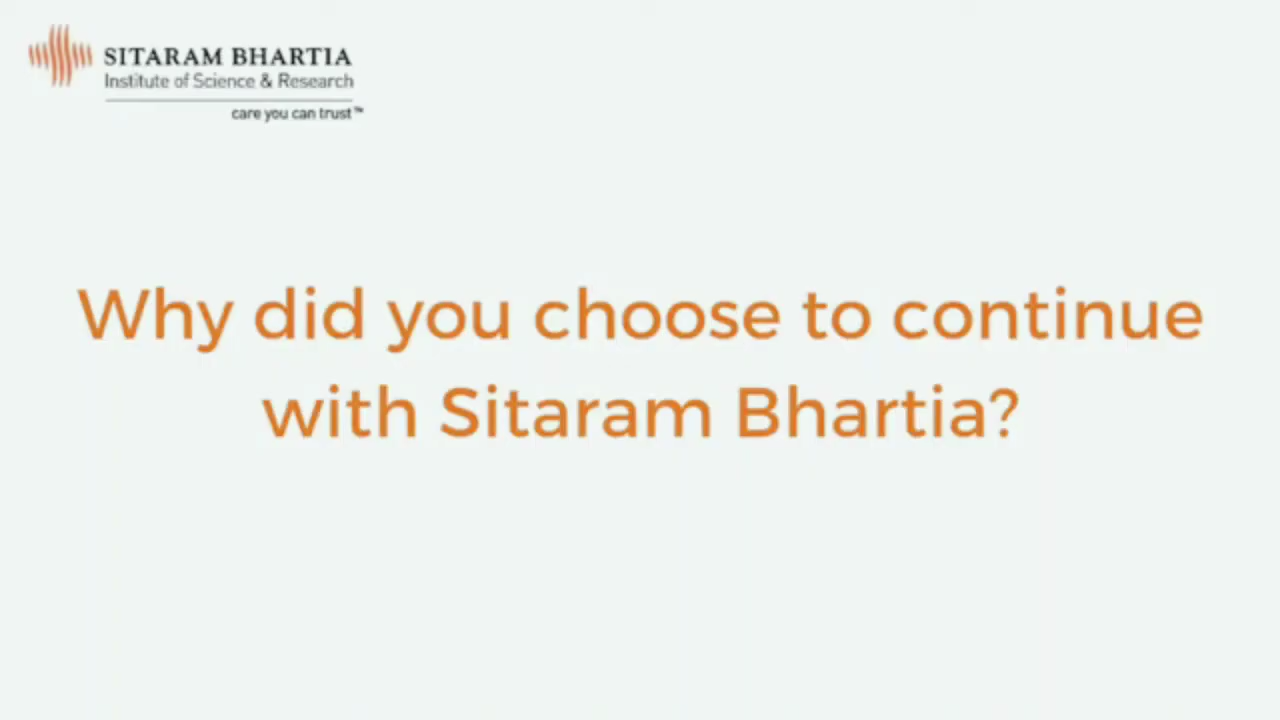 SITARAM BHARTIA
Institute of Science & Research
care you can trust™
Why did you choose to continue
with Sitaram Bhartia?